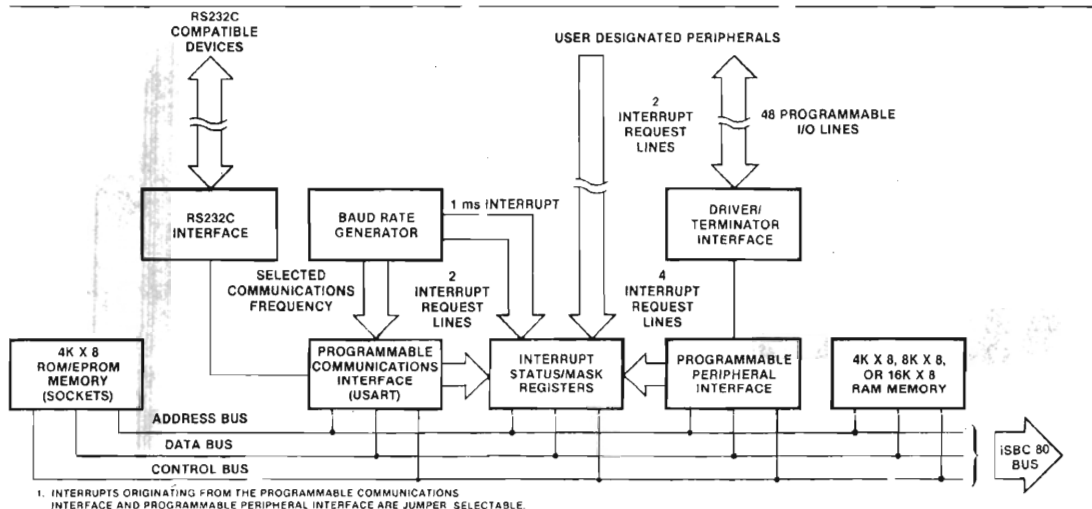 RS232C
COMPATIBLE
DEVICES
USER DESIGNATED PERIPHERALS
2
INTERRUPT
REQUEST
LINES
48 PROGRAMMABLE
I/O LINES
RS232C
INTERFACE
BAUD RATE
GENERATOR
1 ms INTERRUPT
DRIVER/
TERMINATOR
INTERFACE
SELECTED
COMMUNICATIONS
FREQUENCY
2
INTERRUPT
REQUEST
LINES
4
INTERRUPT
REQUEST
LINES
4K X 8
ROM/EPROM
MEMORY
(SOCKETS)
PROGRAMMABLE
COMMUNICATIONS
INTERFACE
(USART)
INTERRUPT
STATUS/MASK
REGISTERS
PROGRAMMABLE
PERIPHERAL
INTERFACE
4K X 8, 8K X 8,
OR 16K X 8
RAM MEMORY
ADDRESS BUS
DATA BUS
CONTROL BUS
iSBC 80
BUS
1. INTERRUPTS ORIGINATING FROM THE PROGRAMMABLE COMMUNICATIONS
INTERFACE AND PROGRAMMABLE PERIPHERAL INTERFACE ARE JUMPER SELECTABLE.